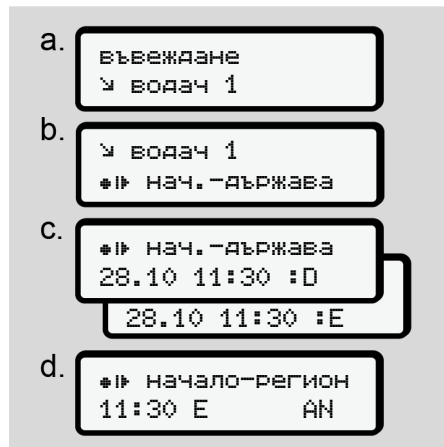 a.
въвеждане
↘ водач 1
b.
↘ водач 1
●I▶ нач.-държава
c.
●I▶ нач.-държава
28.10 11:30 :D
28.10 11:30 :E
d.
●I▶ начало-регион
11:30 E AN